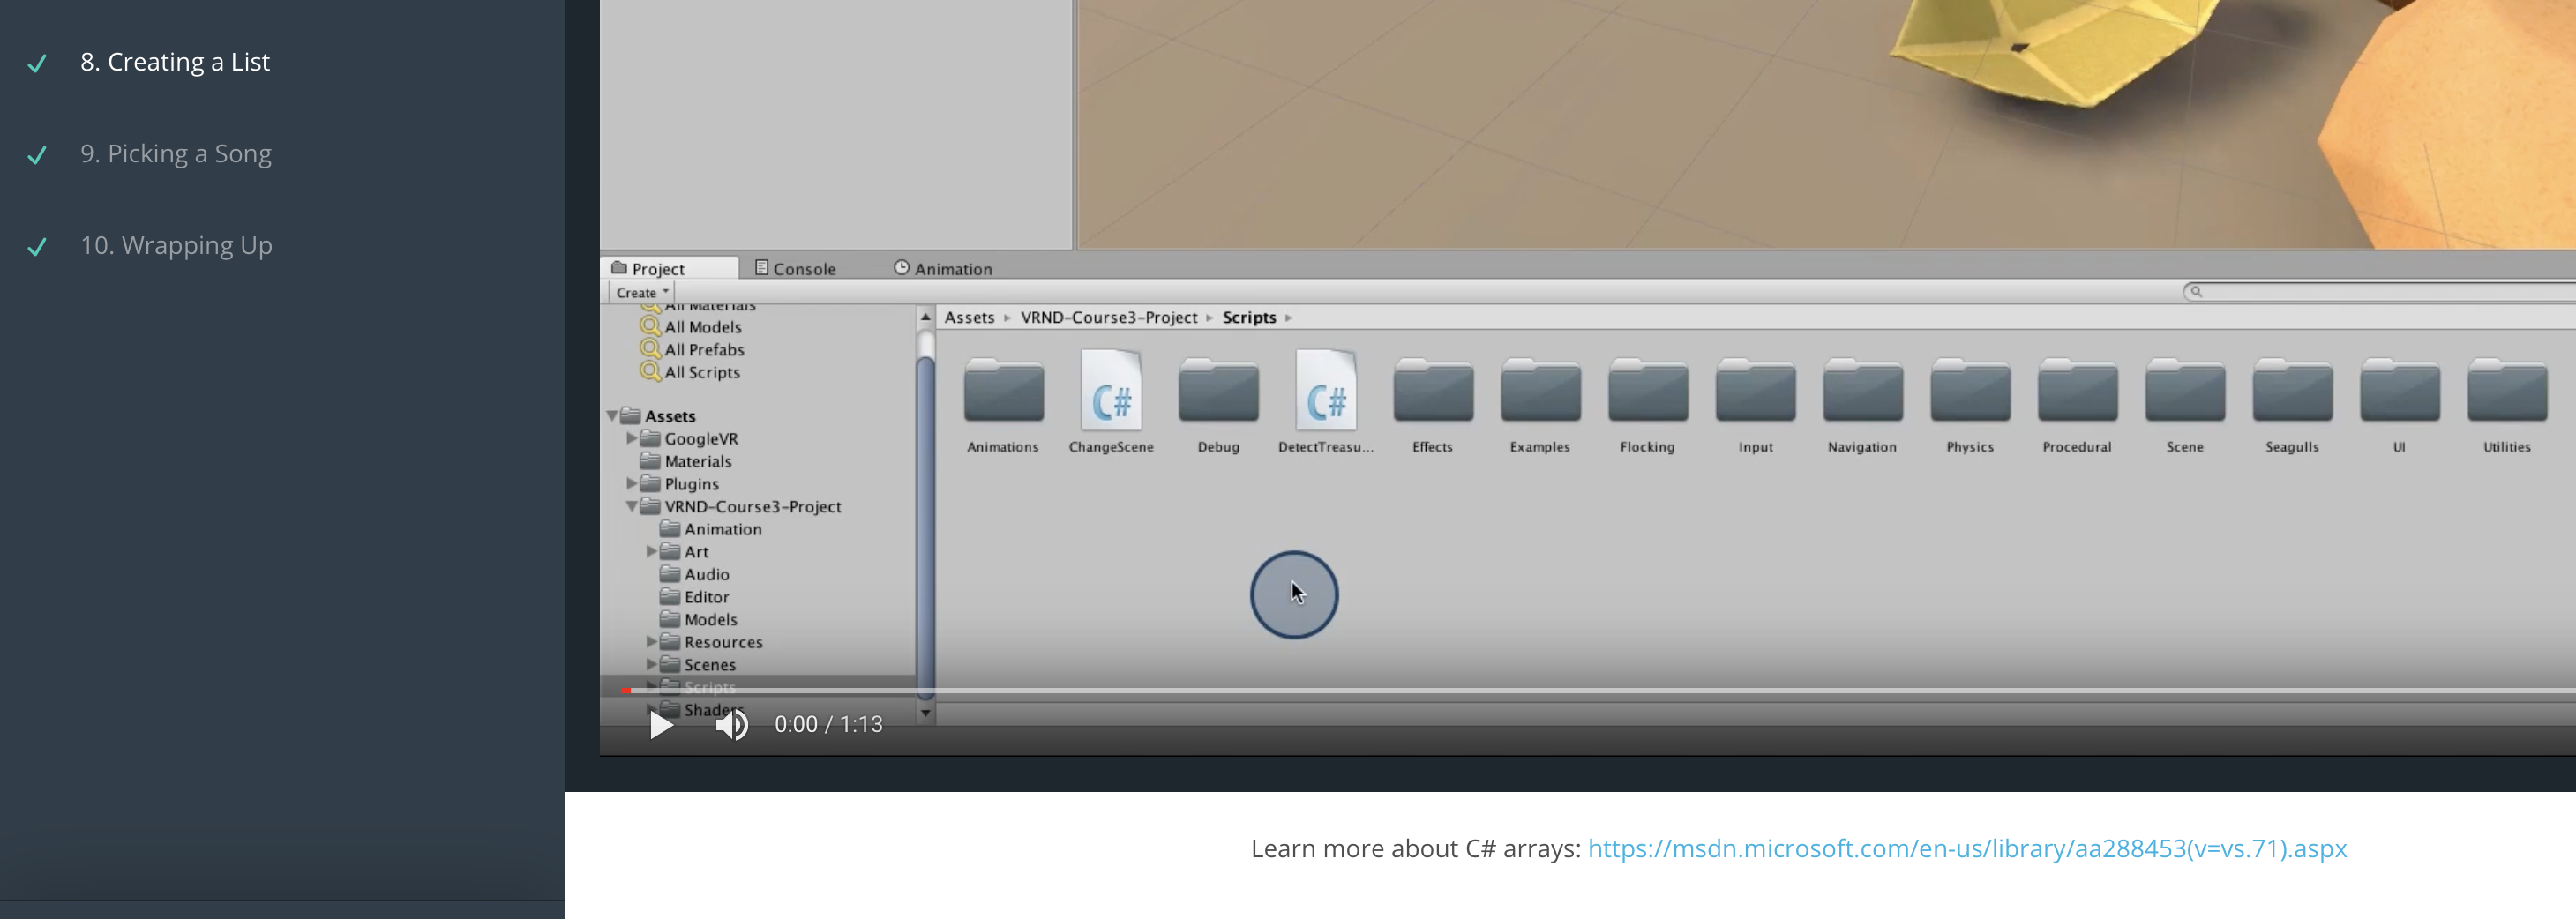 8. Creating a List
9. Picking a Song
10. Wrapping Up
Project
Console
Animation
Create
All Materials
All Models
All Prefabs
All Scripts
Assets
GoogleVR
Materials
Plugins
VRND-Course3-Project
Animation
Art
Audio
Editor
Models
Resources
Scenes
Scripts
Shaders
Assets VRND-Course3-Project Scripts
C#
C#
Animations ChangeScene Debug DetectTreasu... Effects Examples Flocking Input Navigation Physics Procedural Scene Seagulls UI Utilities
0:00 / 1:13
Learn more about C# arrays: https://msdn.microsoft.com/en-us/library/aa288453(v=vs.71).aspx